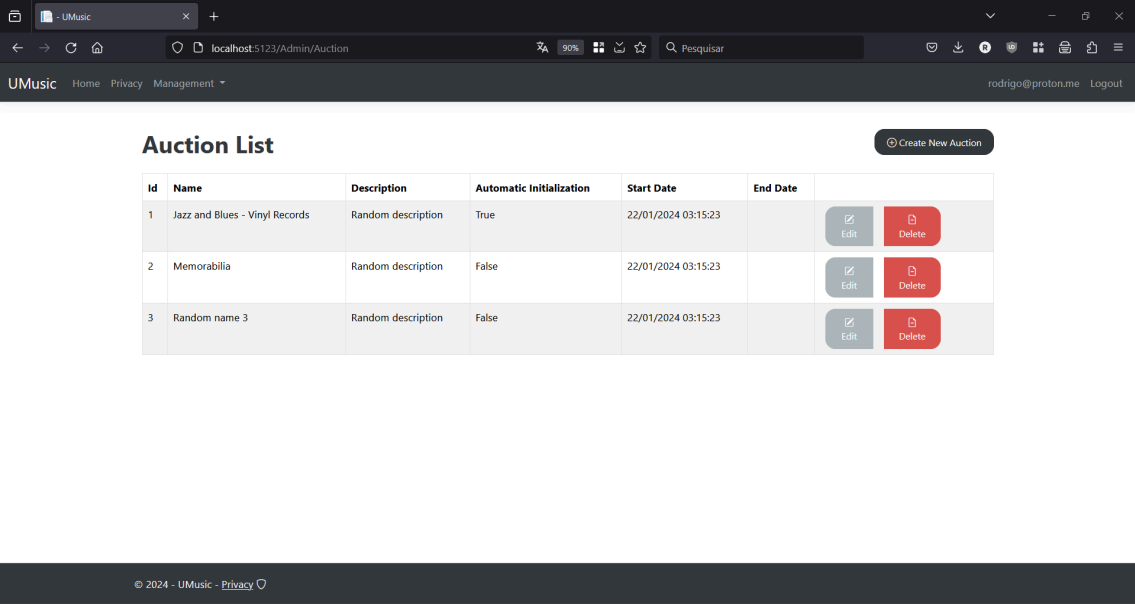 - UMusic
localhost:5123/Admin/Auction
90%
Pesquisar
UMusic Home Privacy Management rodrigo@proton.me Logout
Auction List
Create New Auction
Id Name Description Automatic Initialization Start Date End Date
1 Jazz and Blues - Vinyl Records Random description True 22/01/2024 03:15:23
Edit Delete
2 Memorabilia Random description False 22/01/2024 03:15:23
Edit Delete
3 Random name 3 Random description False 22/01/2024 03:15:23
Edit Delete
© 2024 - UMusic - Privacy